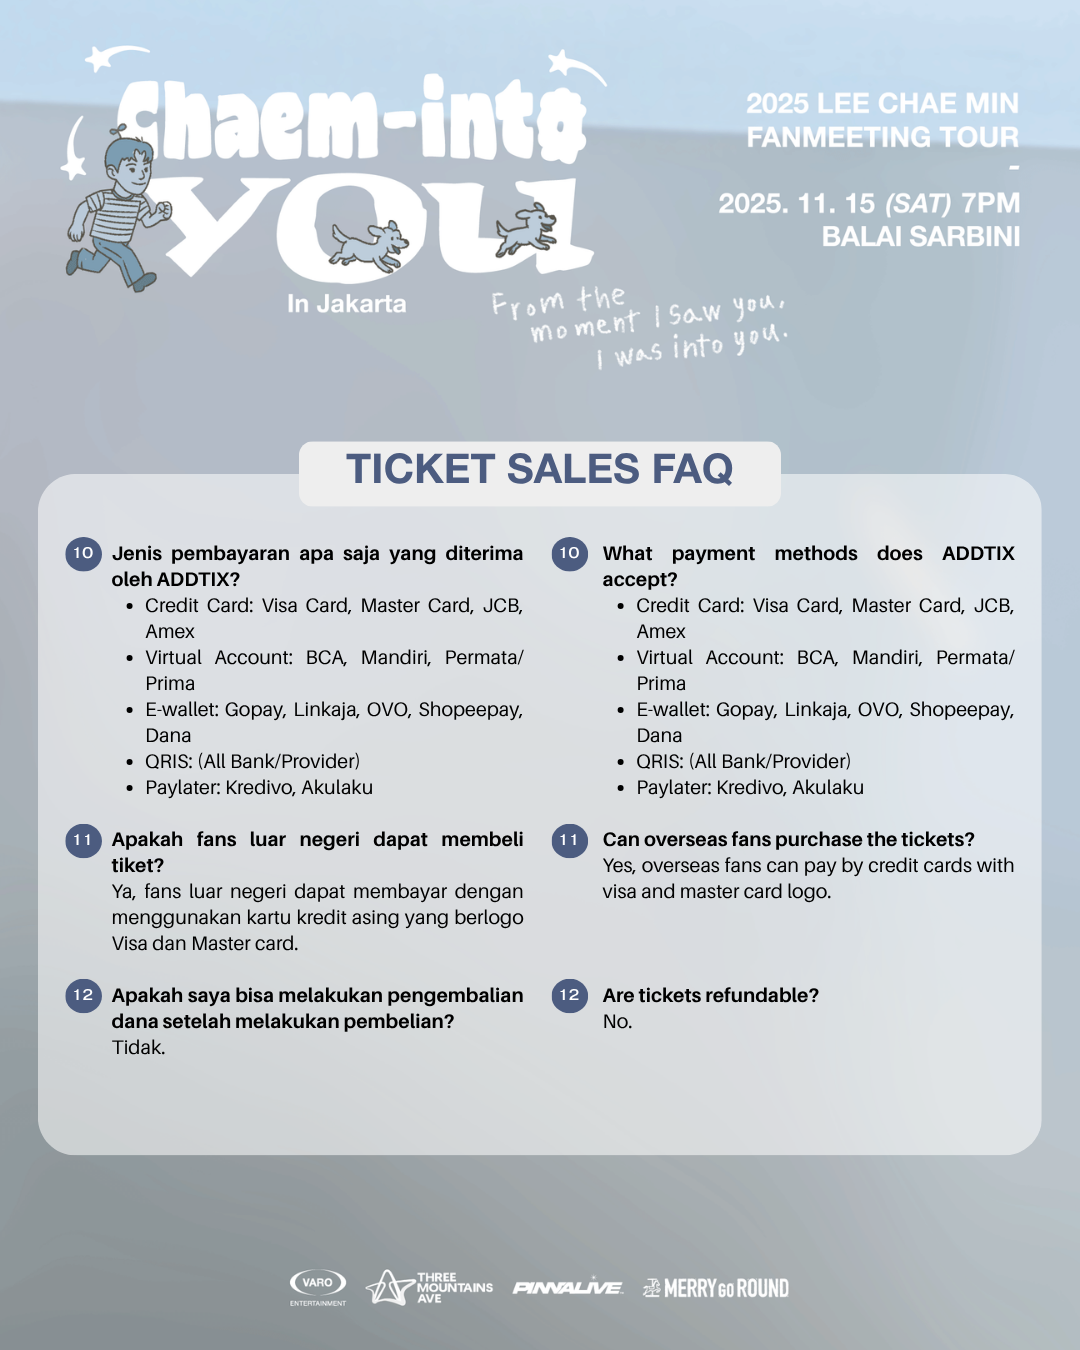 Chaem-into
you
In Jakarta
From the
moment I saw you,
I was into you.
2025 LEE CHAE MIN
FANMEETING TOUR
-
2025. 11. 15 (SAT) 7PM
BALAI SARBINI
TICKET SALES FAQ
10 Jenis pembayaran apa saja yang diterima
oleh ADDTIX?
• Credit Card: Visa Card, Master Card, JCB,
Amex
• Virtual Account: BCA, Mandiri, Permata/
Prima
• E-wallet: Gopay, Linkaja, OVO, Shopeepay,
Dana
• QRIS: (All Bank/Provider)
• Paylater: Kredivo, Akulaku
11 Apakah fans luar negeri dapat membeli
tiket?
Ya, fans luar negeri dapat membayar dengan
menggunakan kartu kredit asing yang berlogo
Visa dan Master card.
12 Apakah saya bisa melakukan pengembalian
dana setelah melakukan pembelian?
Tidak.
10 What payment methods does ADDTIX
accept?
• Credit Card: Visa Card, Master Card, JCB,
Amex
• Virtual Account: BCA, Mandiri, Permata/
Prima
• E-wallet: Gopay, Linkaja, OVO, Shopeepay,
Dana
• QRIS: (All Bank/Provider)
• Paylater: Kredivo, Akulaku
11 Can overseas fans purchase the tickets?
Yes, overseas fans can pay by credit cards with
visa and master card logo.
12 Are tickets refundable?
No.
VARO
ENTERTAINMENT
THREE
MOUNTAINS
AVE
PINNALIVE
MERRY GO ROUND